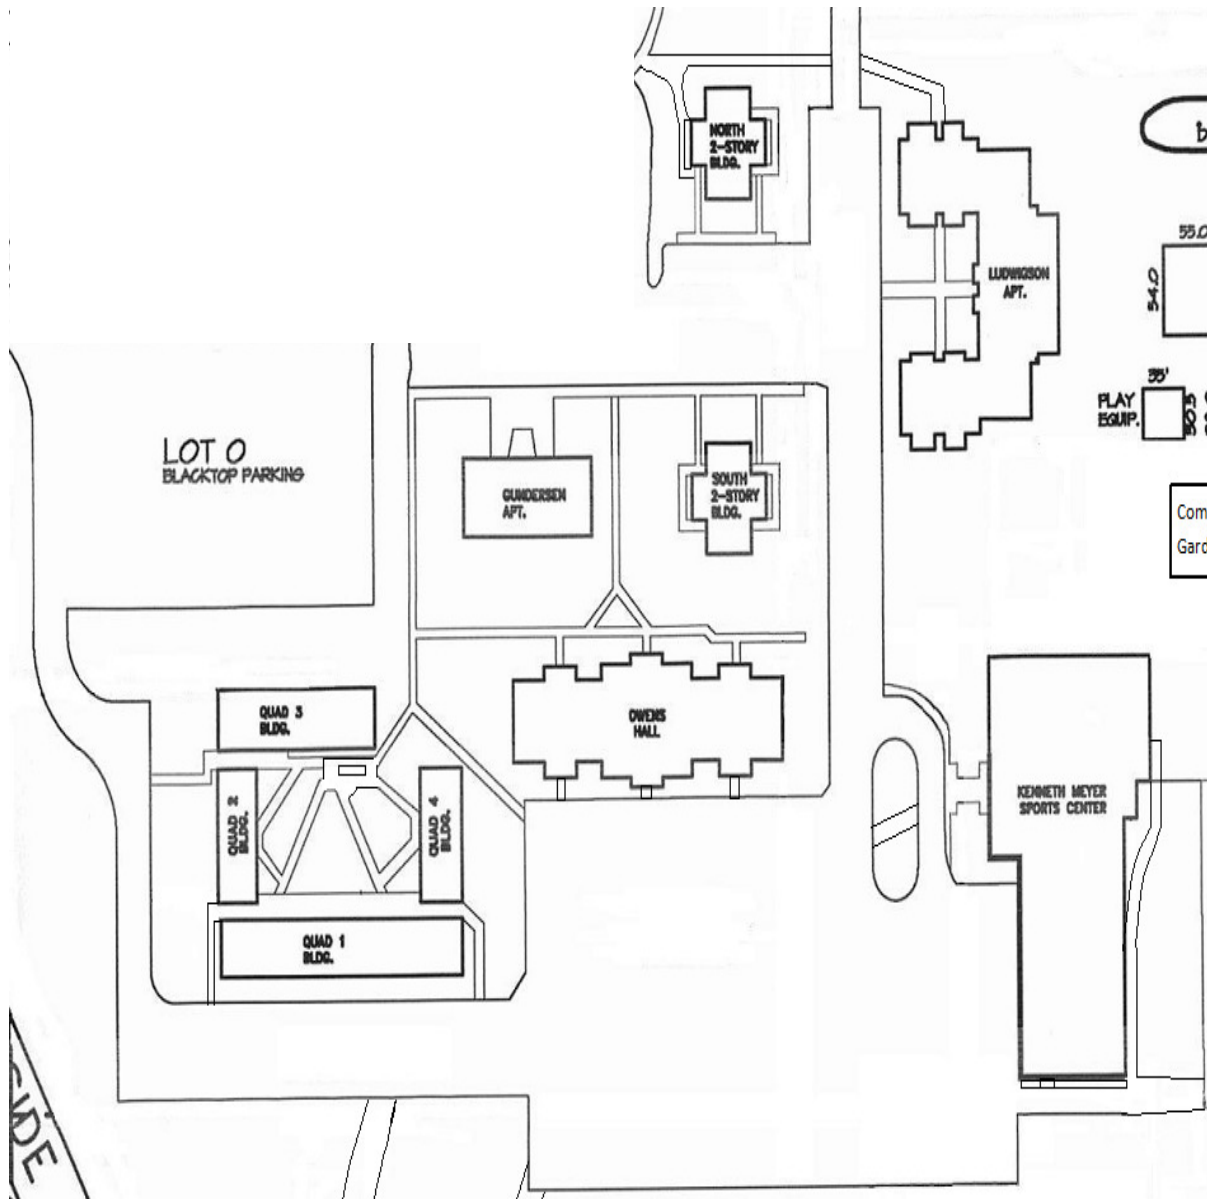 NORTH
2-STORY
BLDG.
55.0
54.0
LUDWIGSON
APT.
35'
PLAY
EQUIP.
30.5
LOT O
BLACKTOP PARKING
GUNDERSEN
APT.
SOUTH
2-STORY
BLDG.
Com
Gard
QUAD 3
BLDG.
OWENS
HALL
QUAD 2
BLDG.
QUAD 4
BLDG.
KENNETH MEYER
SPORTS CENTER
QUAD 1
BLDG.
SIDE